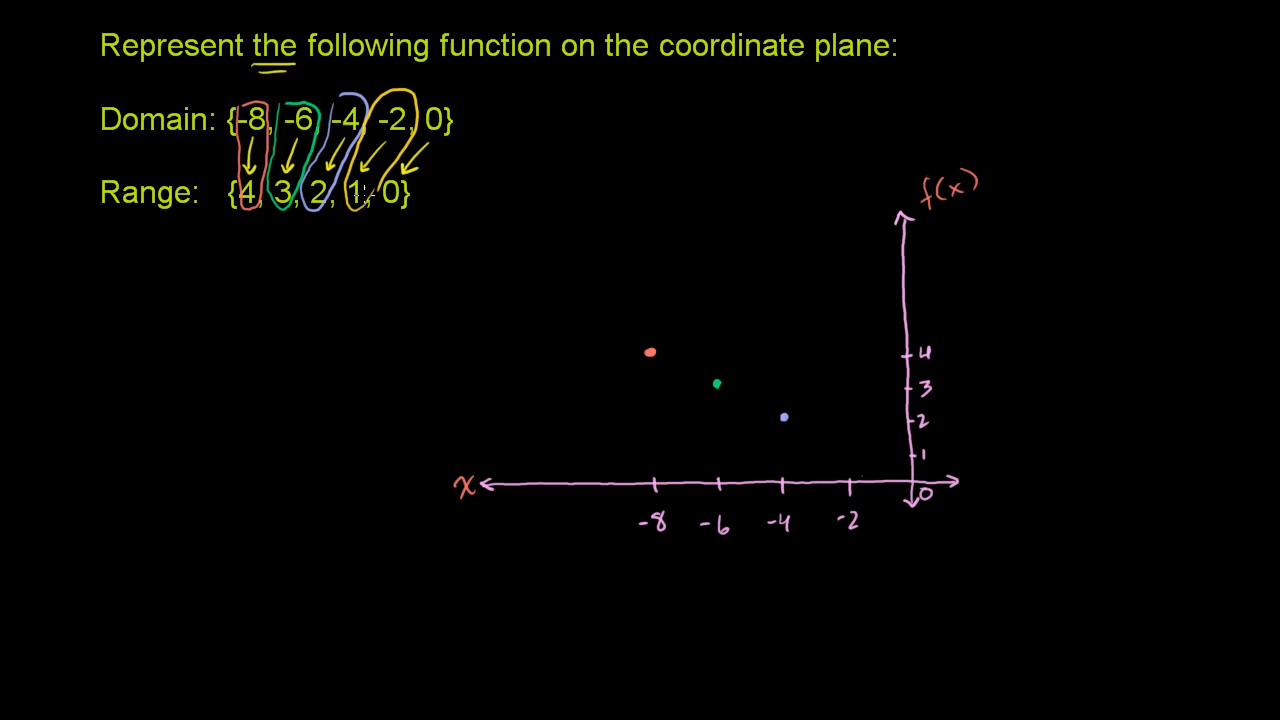 Represent the following function on the coordinate plane:
Domain: {-8, -6, -4, -2, 0}
Range: {4, 3, 2, 1, 0}
f(x)
4
3
2
1
x
0
-8 -6 -4 -2